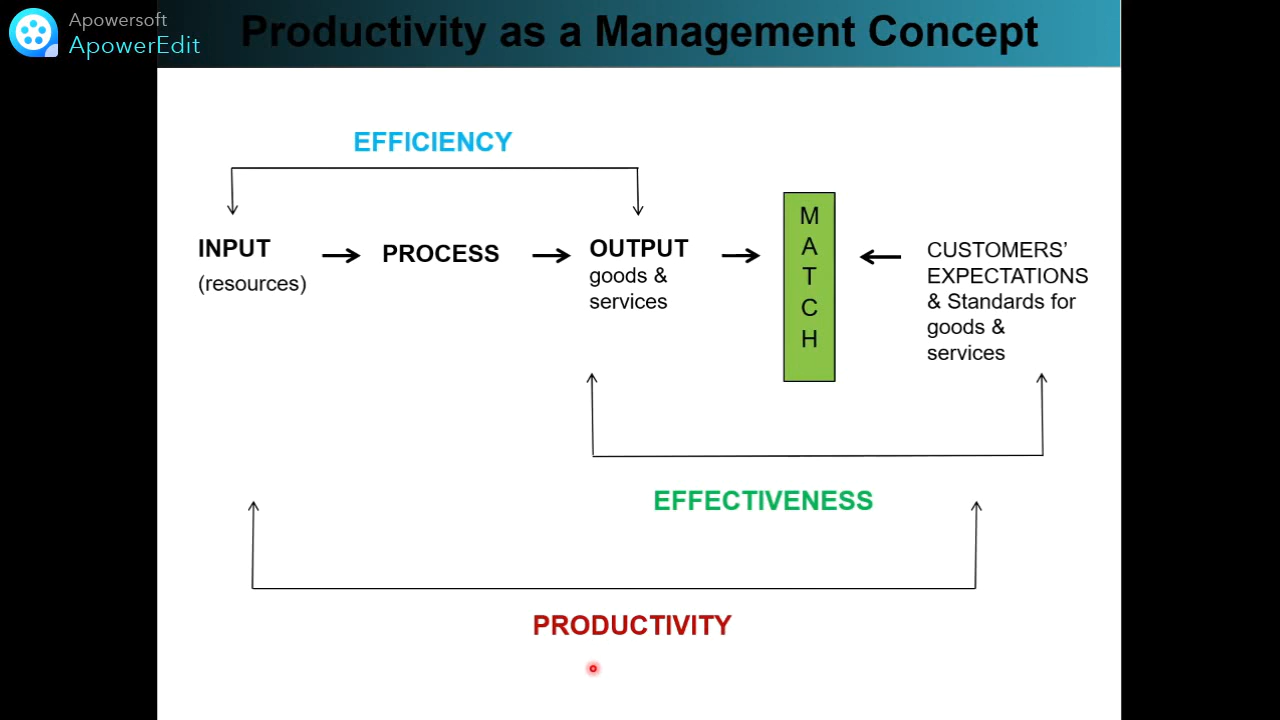 Apowersoft
ApowerEdit
Productivity as a Management Concept
EFFICIENCY
INPUT
(resources)
PROCESS
OUTPUT
goods &
services
M
A
T
C
H
CUSTOMERS’
EXPECTATIONS
& Standards for
goods &
services
EFFECTIVENESS
PRODUCTIVITY